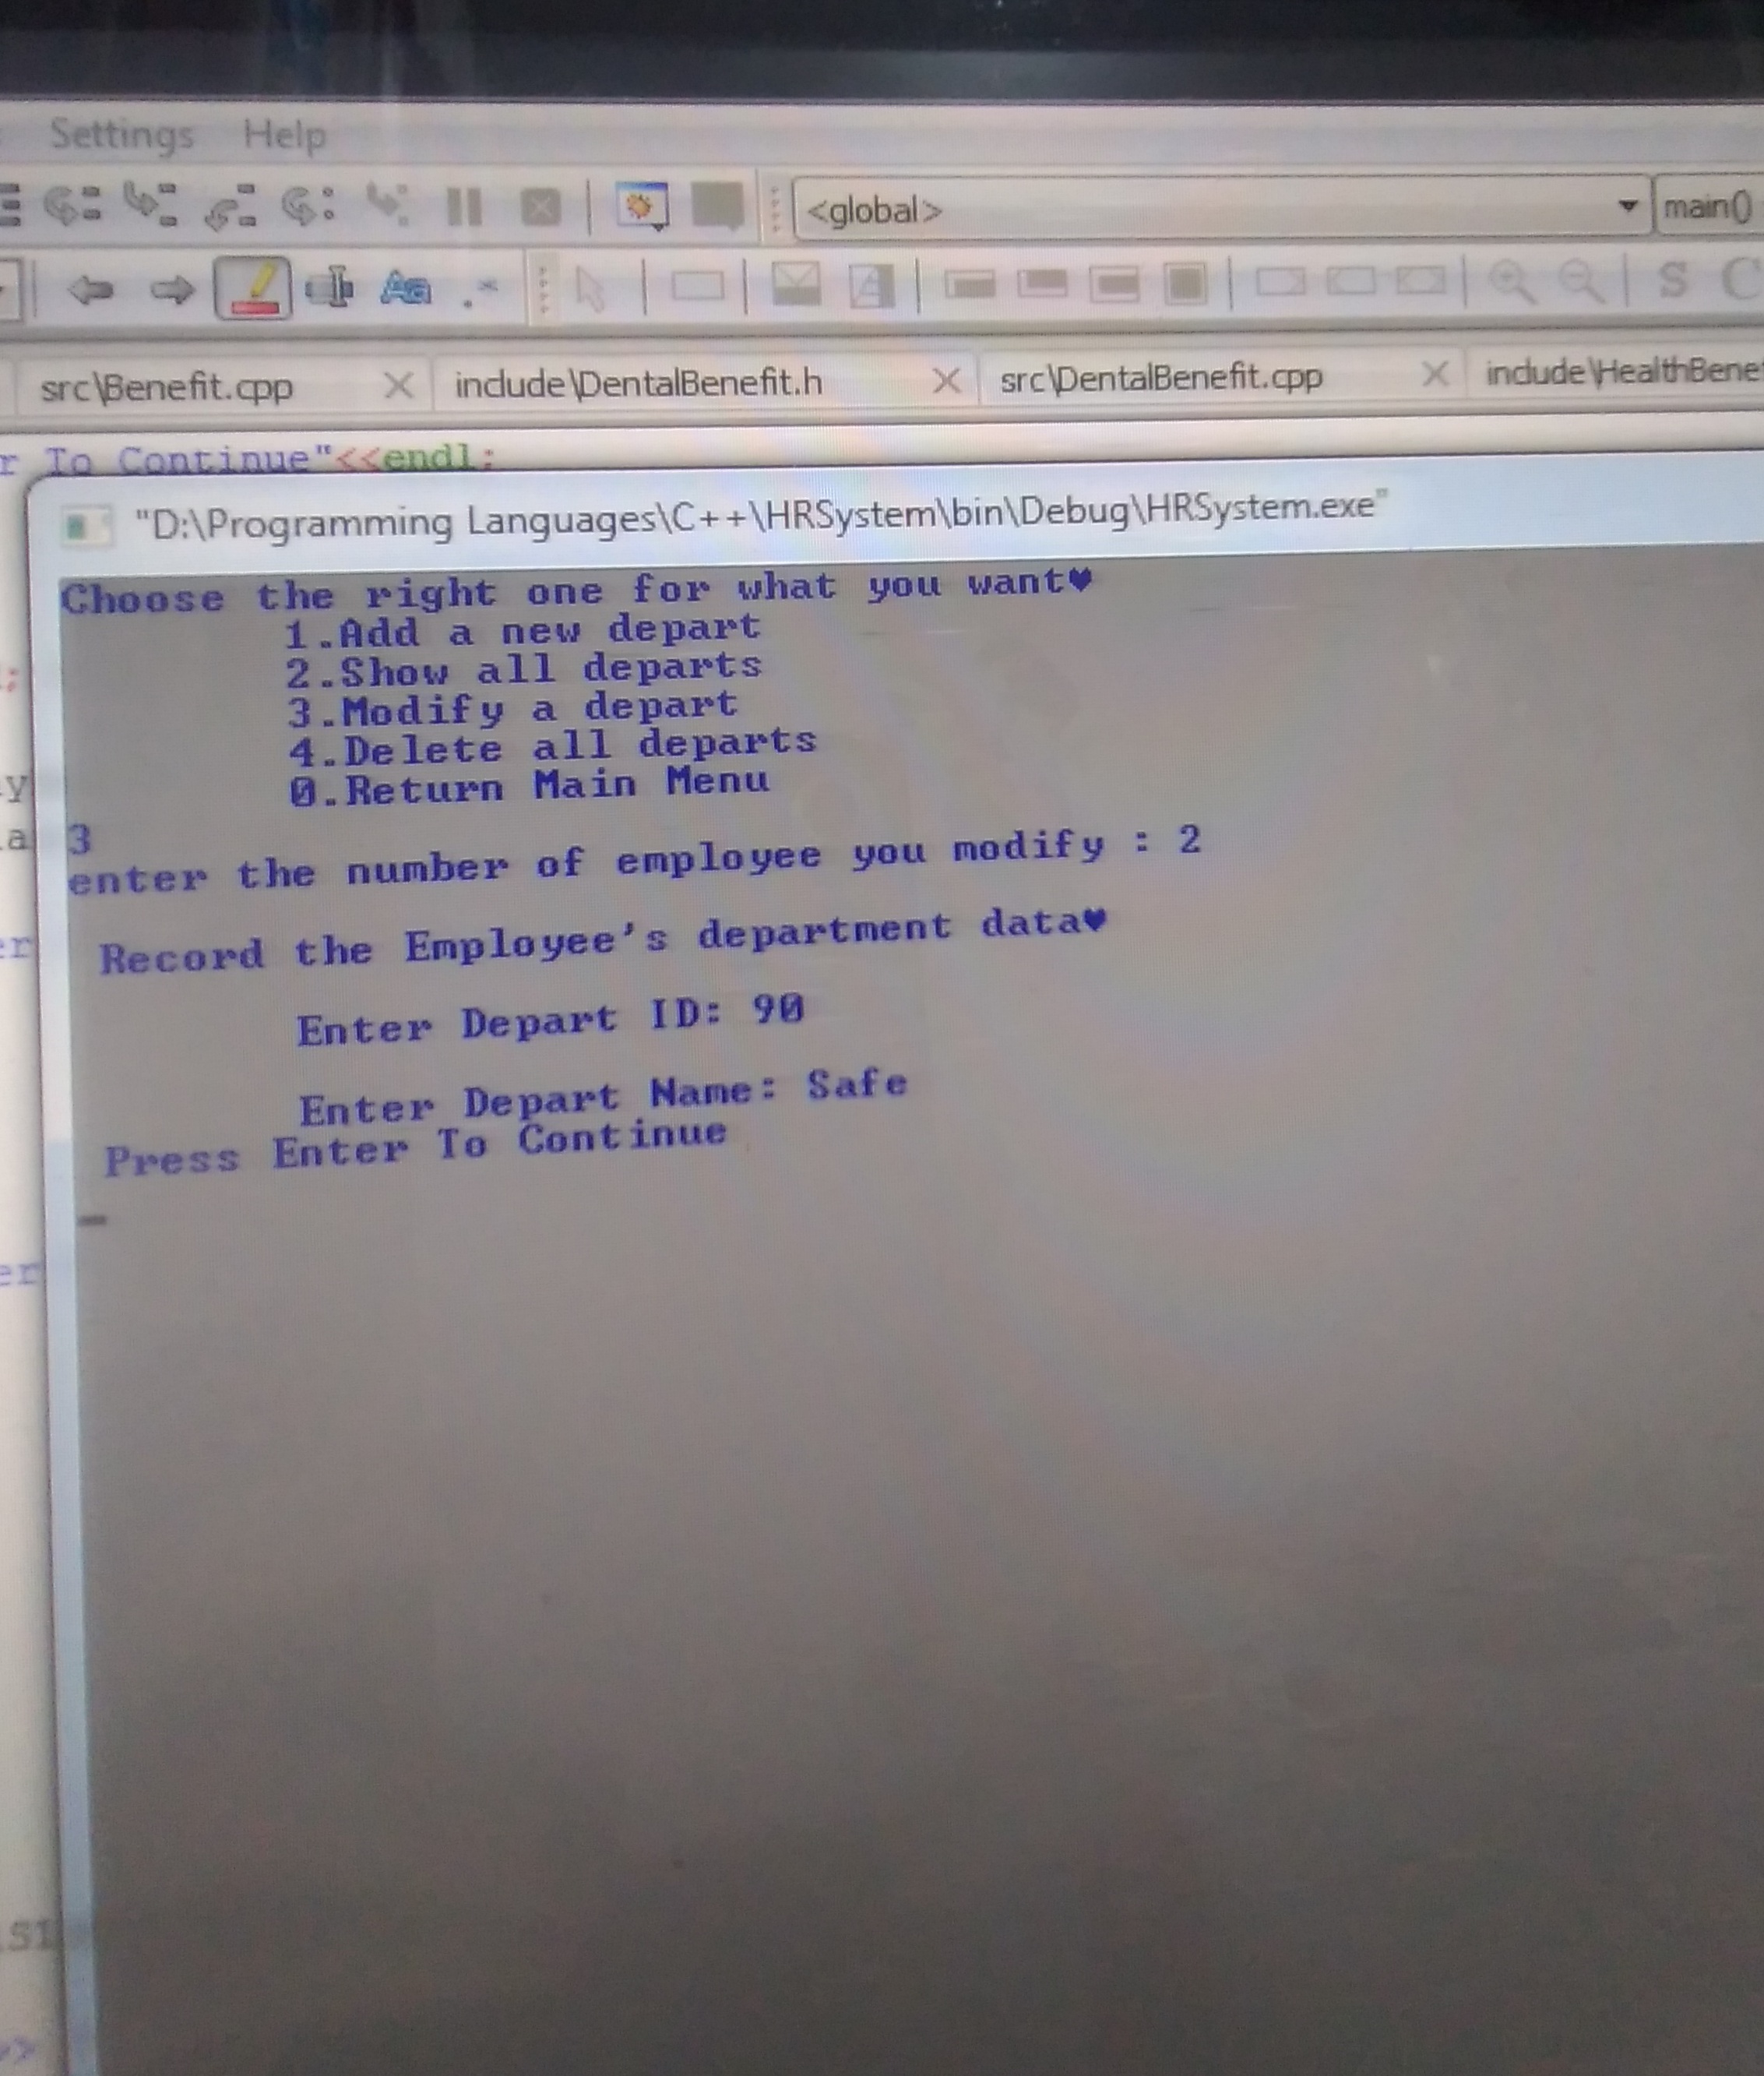 Settings Help
<global> main()
S C
src\Benefit.cpp include\DentalBenefit.h src\DentalBenefit.cpp include\HealthBene
r To Continue"<<endl;
"D:\Programming Languages\C++\HRSystem\bin\Debug\HRSystem.exe"
Choose the right one for what you want♥
1.Add a new depart
2.Show all departs
3.Modify a depart
4.Delete all departs
0.Return Main Menu
3
enter the number of employee you modify : 2
Record the Employee's department data♥
Enter Depart ID: 90
Enter Depart Name: Safe
Press Enter To Continue